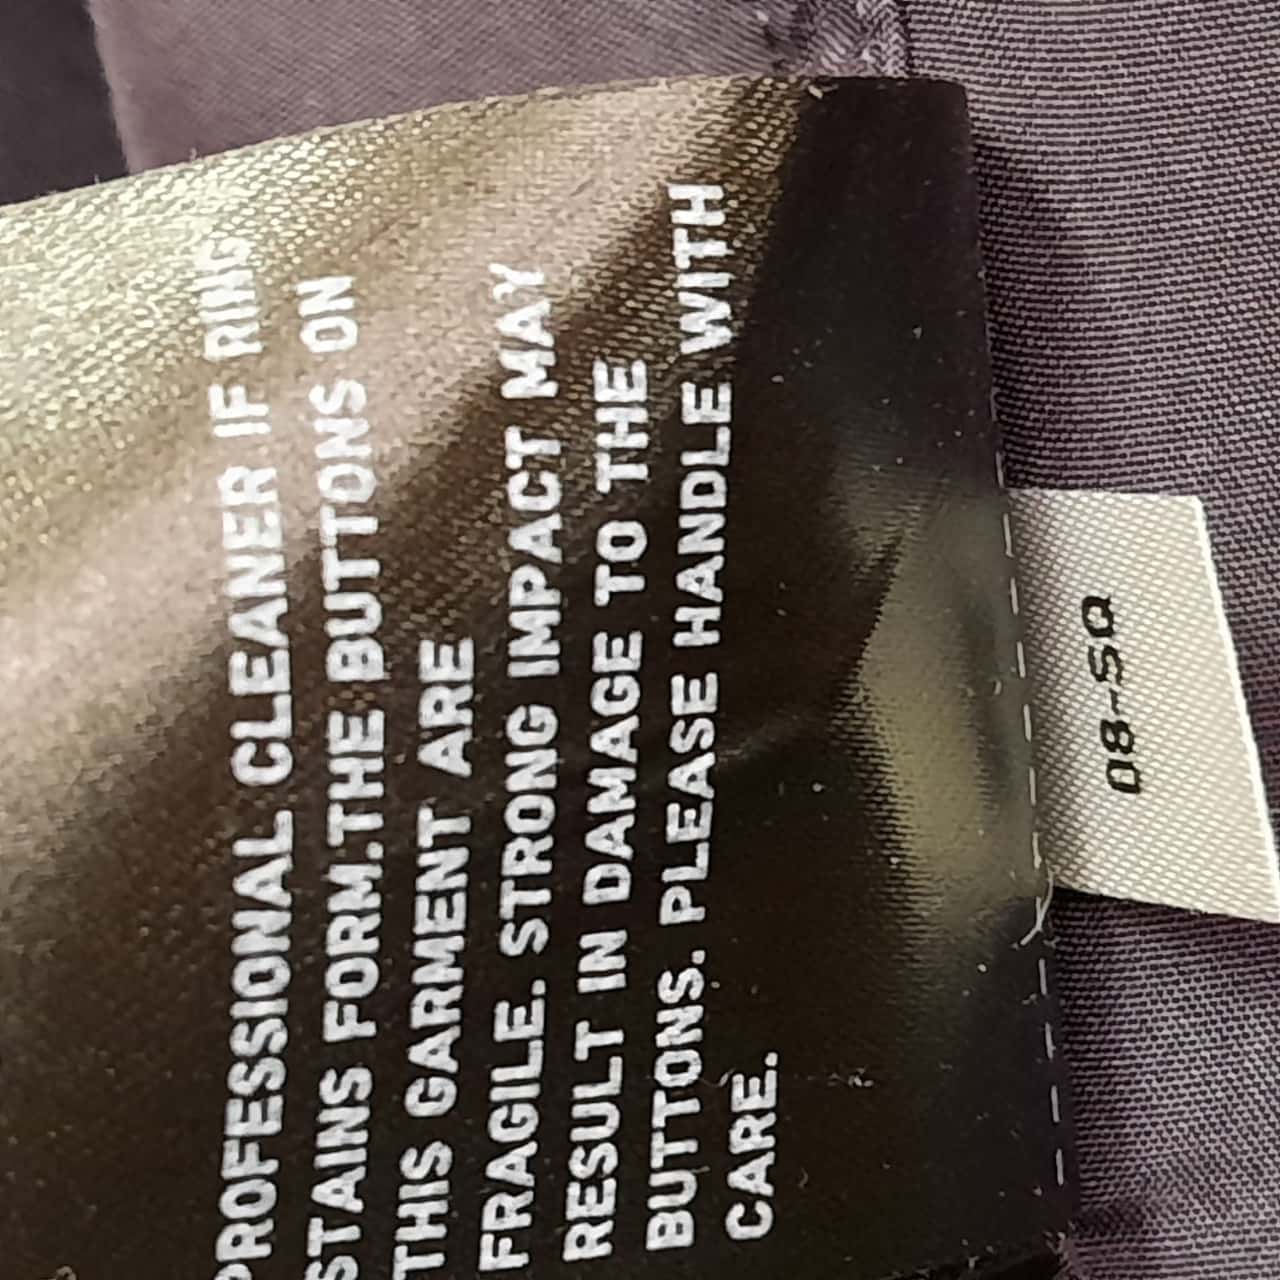 PROFESSIONAL CLEANER IF RING
STAINS FORM.THE BUTTONS ON
THIS GARMENT ARE
FRAGILE. STRONG IMPACT MAY
RESULT IN DAMAGE TO THE
BUTTONS. PLEASE HANDLE WITH
CARE.
08-SQ